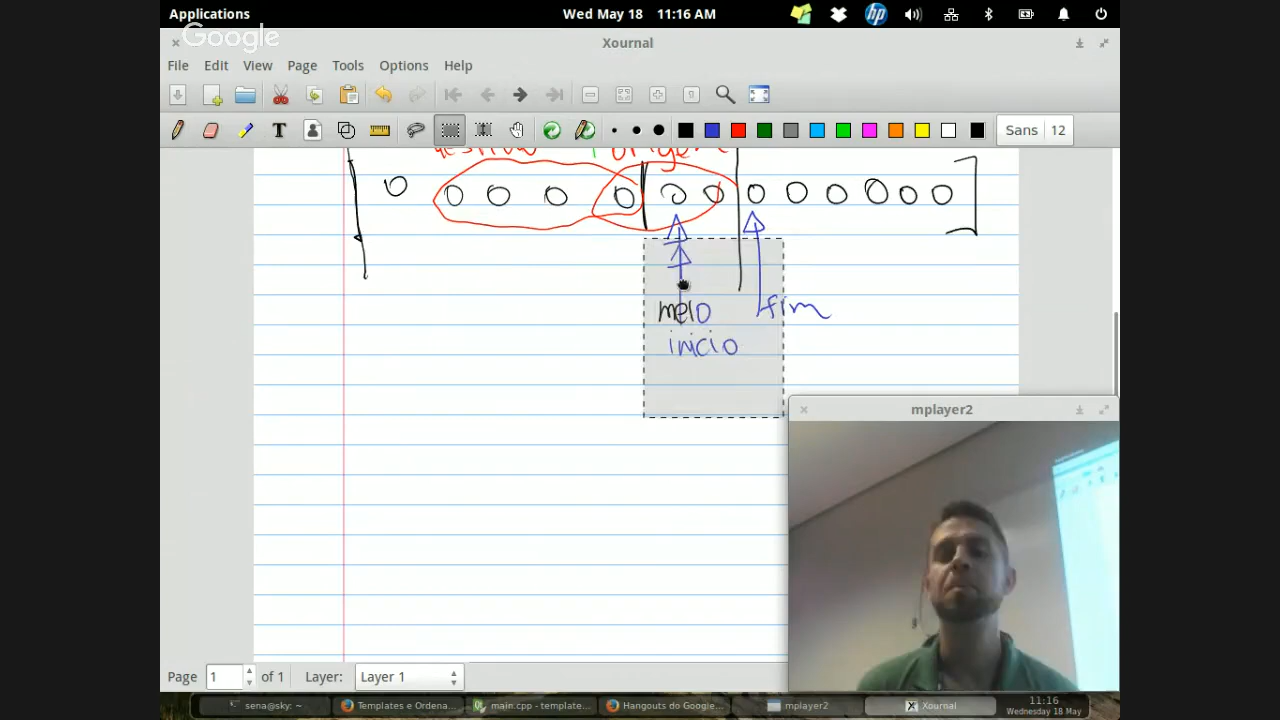 Applications
Wed May 18 11:16 AM
Google
Xournal
File Edit View Page Tools Options Help
Sans 12
meio
fim
inicio
mplayer2
Page 1 of 1 Layer: Layer 1
sena@sky: ~
Templates e Ordena...
main.cpp - template...
Hangouts do Google...
mplayer2
Xournal
11:16
Wednesday 18 May